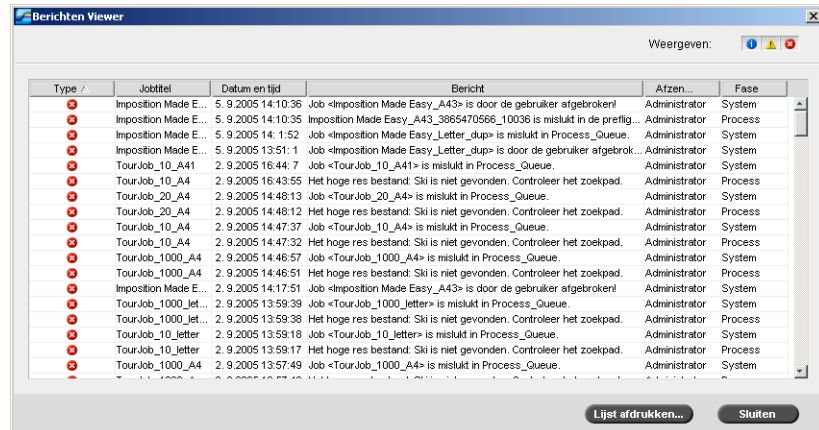 Berichten Viewer
Weergeven:
Type Jobtitel Datum en tijd Bericht Afzen... Fase
Imposition Made E... 5. 9.2005 14:10:36 Job <Imposition Made Easy_A43> is door de gebruiker afgebroken! Administrator System
Imposition Made E... 5. 9.2005 14:10:35 Imposition Made Easy_A43_3865470566_10036 is mislukt in de preflig... Administrator Process
Imposition Made E... 5. 9.2005 14: 1:52 Job <Imposition Made Easy_Letter_dup> is mislukt in Process_Queue. Administrator System
Imposition Made E... 5. 9.2005 13:51: 1 Job <Imposition Made Easy_Letter_dup> is door de gebruiker afgebrok... Administrator System
TourJob_10_A41 2. 9.2005 16:44: 7 Job <TourJob_10_A41> is mislukt in Process_Queue. Administrator System
TourJob_10_A4 2. 9.2005 16:43:55 Het hoge res bestand: Ski is niet gevonden. Controleer het zoekpad. Administrator Process
TourJob_20_A4 2. 9.2005 14:48:13 Job <TourJob_20_A4> is mislukt in Process_Queue. Administrator System
TourJob_20_A4 2. 9.2005 14:48:12 Het hoge res bestand: Ski is niet gevonden. Controleer het zoekpad. Administrator Process
TourJob_10_A4 2. 9.2005 14:47:37 Job <TourJob_10_A4> is mislukt in Process_Queue. Administrator System
TourJob_10_A4 2. 9.2005 14:47:32 Het hoge res bestand: Ski is niet gevonden. Controleer het zoekpad. Administrator Process
TourJob_1000_A4 2. 9.2005 14:46:57 Job <TourJob_1000_A4> is mislukt in Process_Queue. Administrator System
TourJob_1000_A4 2. 9.2005 14:46:51 Het hoge res bestand: Ski is niet gevonden. Controleer het zoekpad. Administrator Process
Imposition Made E... 2. 9.2005 14:17:51 Job <Imposition Made Easy_A43> is door de gebruiker afgebroken! Administrator System
TourJob_1000_let... 2. 9.2005 13:59:39 Job <TourJob_1000_letter> is mislukt in Process_Queue. Administrator System
TourJob_1000_let... 2. 9.2005 13:59:38 Het hoge res bestand: Ski is niet gevonden. Controleer het zoekpad. Administrator Process
TourJob_10_letter 2. 9.2005 13:59:18 Job <TourJob_10_letter> is mislukt in Process_Queue. Administrator System
TourJob_10_letter 2. 9.2005 13:59:17 Het hoge res bestand: Ski is niet gevonden. Controleer het zoekpad. Administrator Process
TourJob_1000_A4 2. 9.2005 13:57:49 Job <TourJob_1000_A4> is mislukt in Process_Queue. Administrator System
Lijst afdrukken... Sluiten